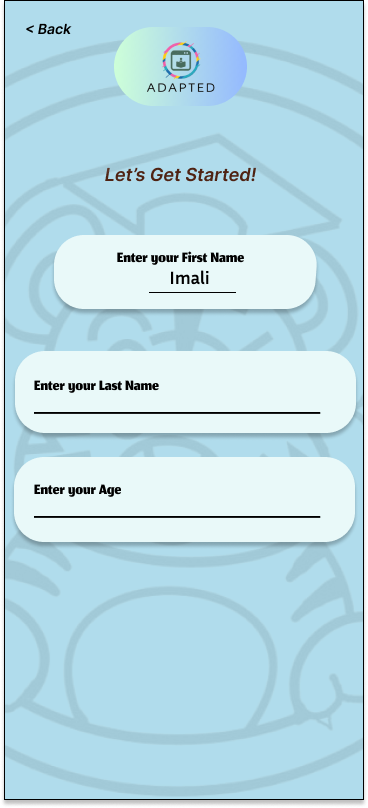 < Back
ADAPTED
Let's Get Started!
Enter your First Name
Imali
Enter your Last Name
Enter your Age